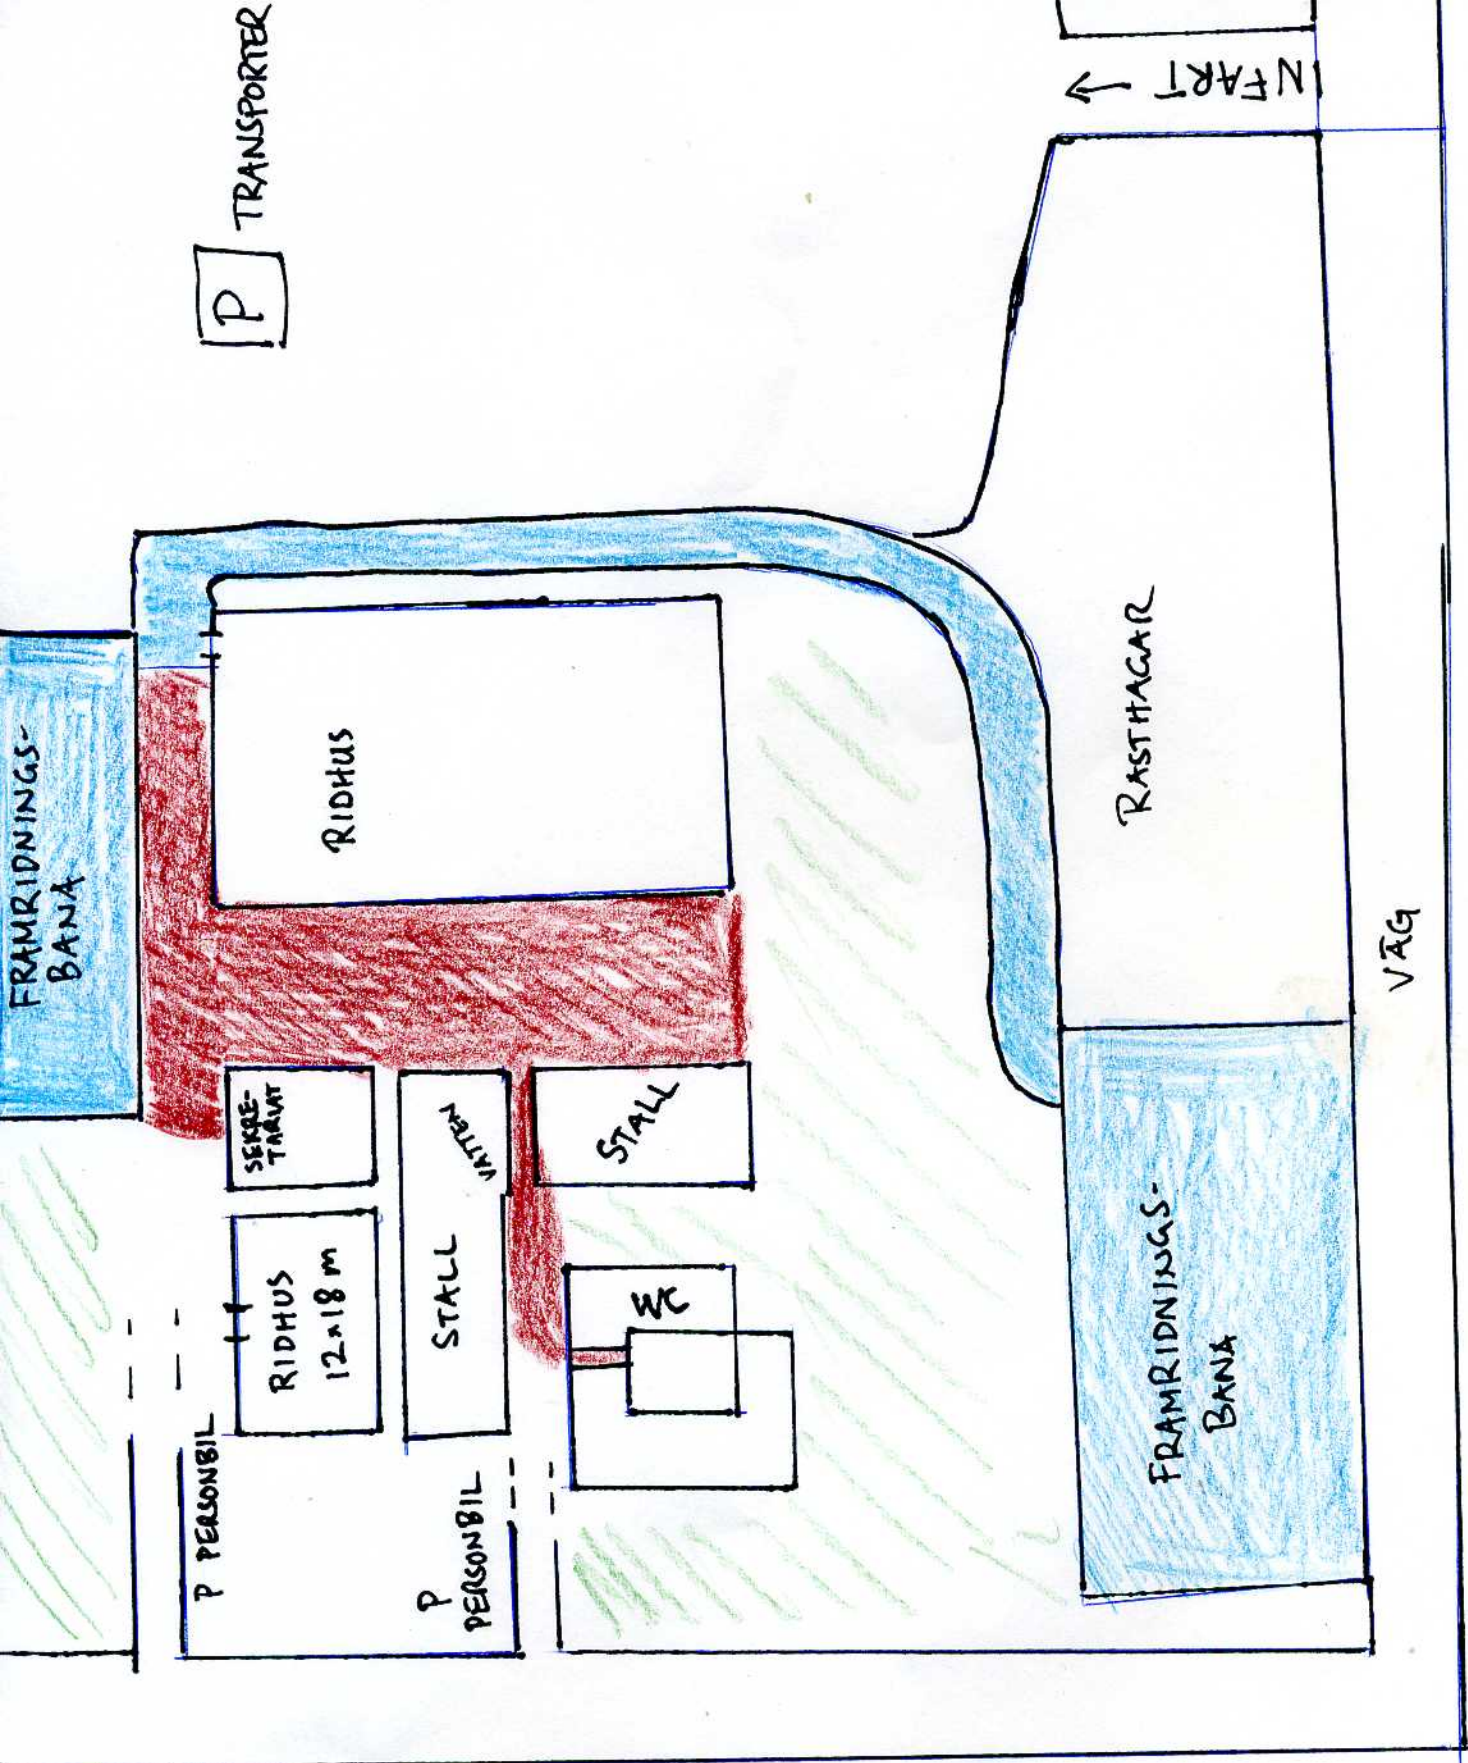 FRAMRIDNINGS-
BANA
P PERSONBIL
P TRANSPORTER
SEKRE-
TARIAT
RIDHUS
12x18 m
RIDHUS
STALL
VATTEN
P
PERSONBIL
STALL
WC
FRAMRIDNINGS-
BANA
RASTHAGAR
INFART →
VÄG